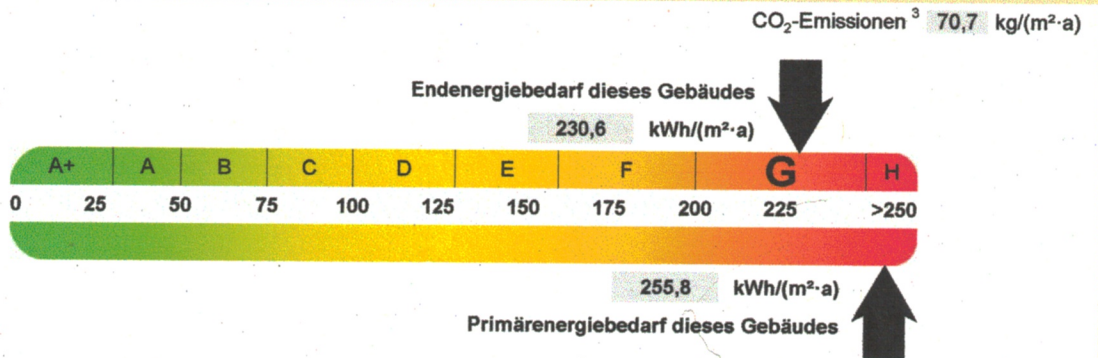 CO₂-Emissionen ³ 70,7 kg/(m²·a)
Endenergiebedarf dieses Gebäudes
230,6 kWh/(m²·a)
A+ A B C D E F G H
0 25 50 75 100 125 150 175 200 225 >250
255,8 kWh/(m²·a)
Primärenergiebedarf dieses Gebäudes